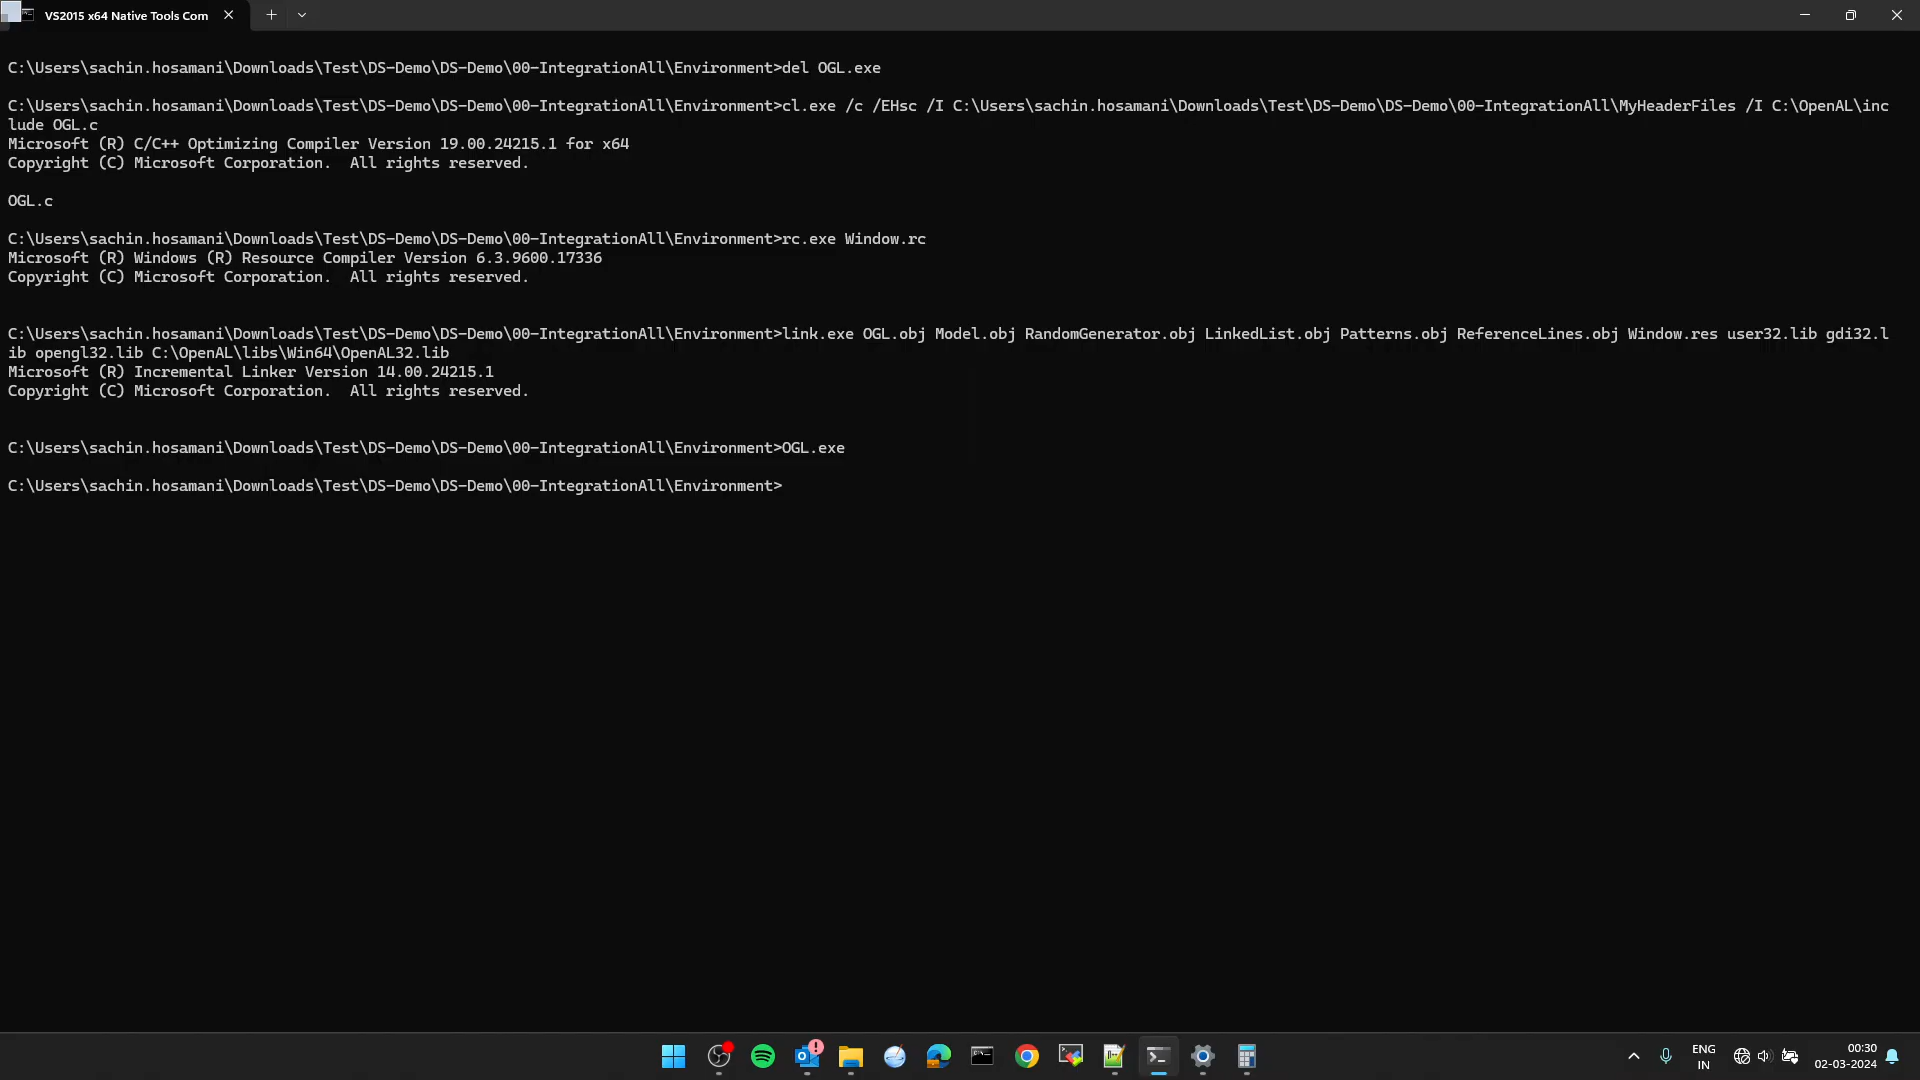 VS2015 x64 Native Tools Com
C:\Users\sachin.hosamani\Downloads\Test\DS-Demo\DS-Demo\00-IntegrationAll\Environment>del OGL.exe
C:\Users\sachin.hosamani\Downloads\Test\DS-Demo\DS-Demo\00-IntegrationAll\Environment>cl.exe /c /EHsc /I C:\Users\sachin.hosamani\Downloads\Test\DS-Demo\DS-Demo\00-IntegrationAll\MyHeaderFiles /I C:\OpenAL\inc
lude OGL.c
Microsoft (R) C/C++ Optimizing Compiler Version 19.00.24215.1 for x64
Copyright (C) Microsoft Corporation.  All rights reserved.
OGL.c
C:\Users\sachin.hosamani\Downloads\Test\DS-Demo\DS-Demo\00-IntegrationAll\Environment>rc.exe Window.rc
Microsoft (R) Windows (R) Resource Compiler Version 6.3.9600.17336
Copyright (C) Microsoft Corporation.  All rights reserved.
C:\Users\sachin.hosamani\Downloads\Test\DS-Demo\DS-Demo\00-IntegrationAll\Environment>link.exe OGL.obj Model.obj RandomGenerator.obj LinkedList.obj Patterns.obj ReferenceLines.obj Window.res user32.lib gdi32.l
ib opengl32.lib C:\OpenAL\libs\Win64\OpenAL32.lib
Microsoft (R) Incremental Linker Version 14.00.24215.1
Copyright (C) Microsoft Corporation.  All rights reserved.
C:\Users\sachin.hosamani\Downloads\Test\DS-Demo\DS-Demo\00-IntegrationAll\Environment>OGL.exe
C:\Users\sachin.hosamani\Downloads\Test\DS-Demo\DS-Demo\00-IntegrationAll\Environment>
ENG
IN
00:30
02-03-2024